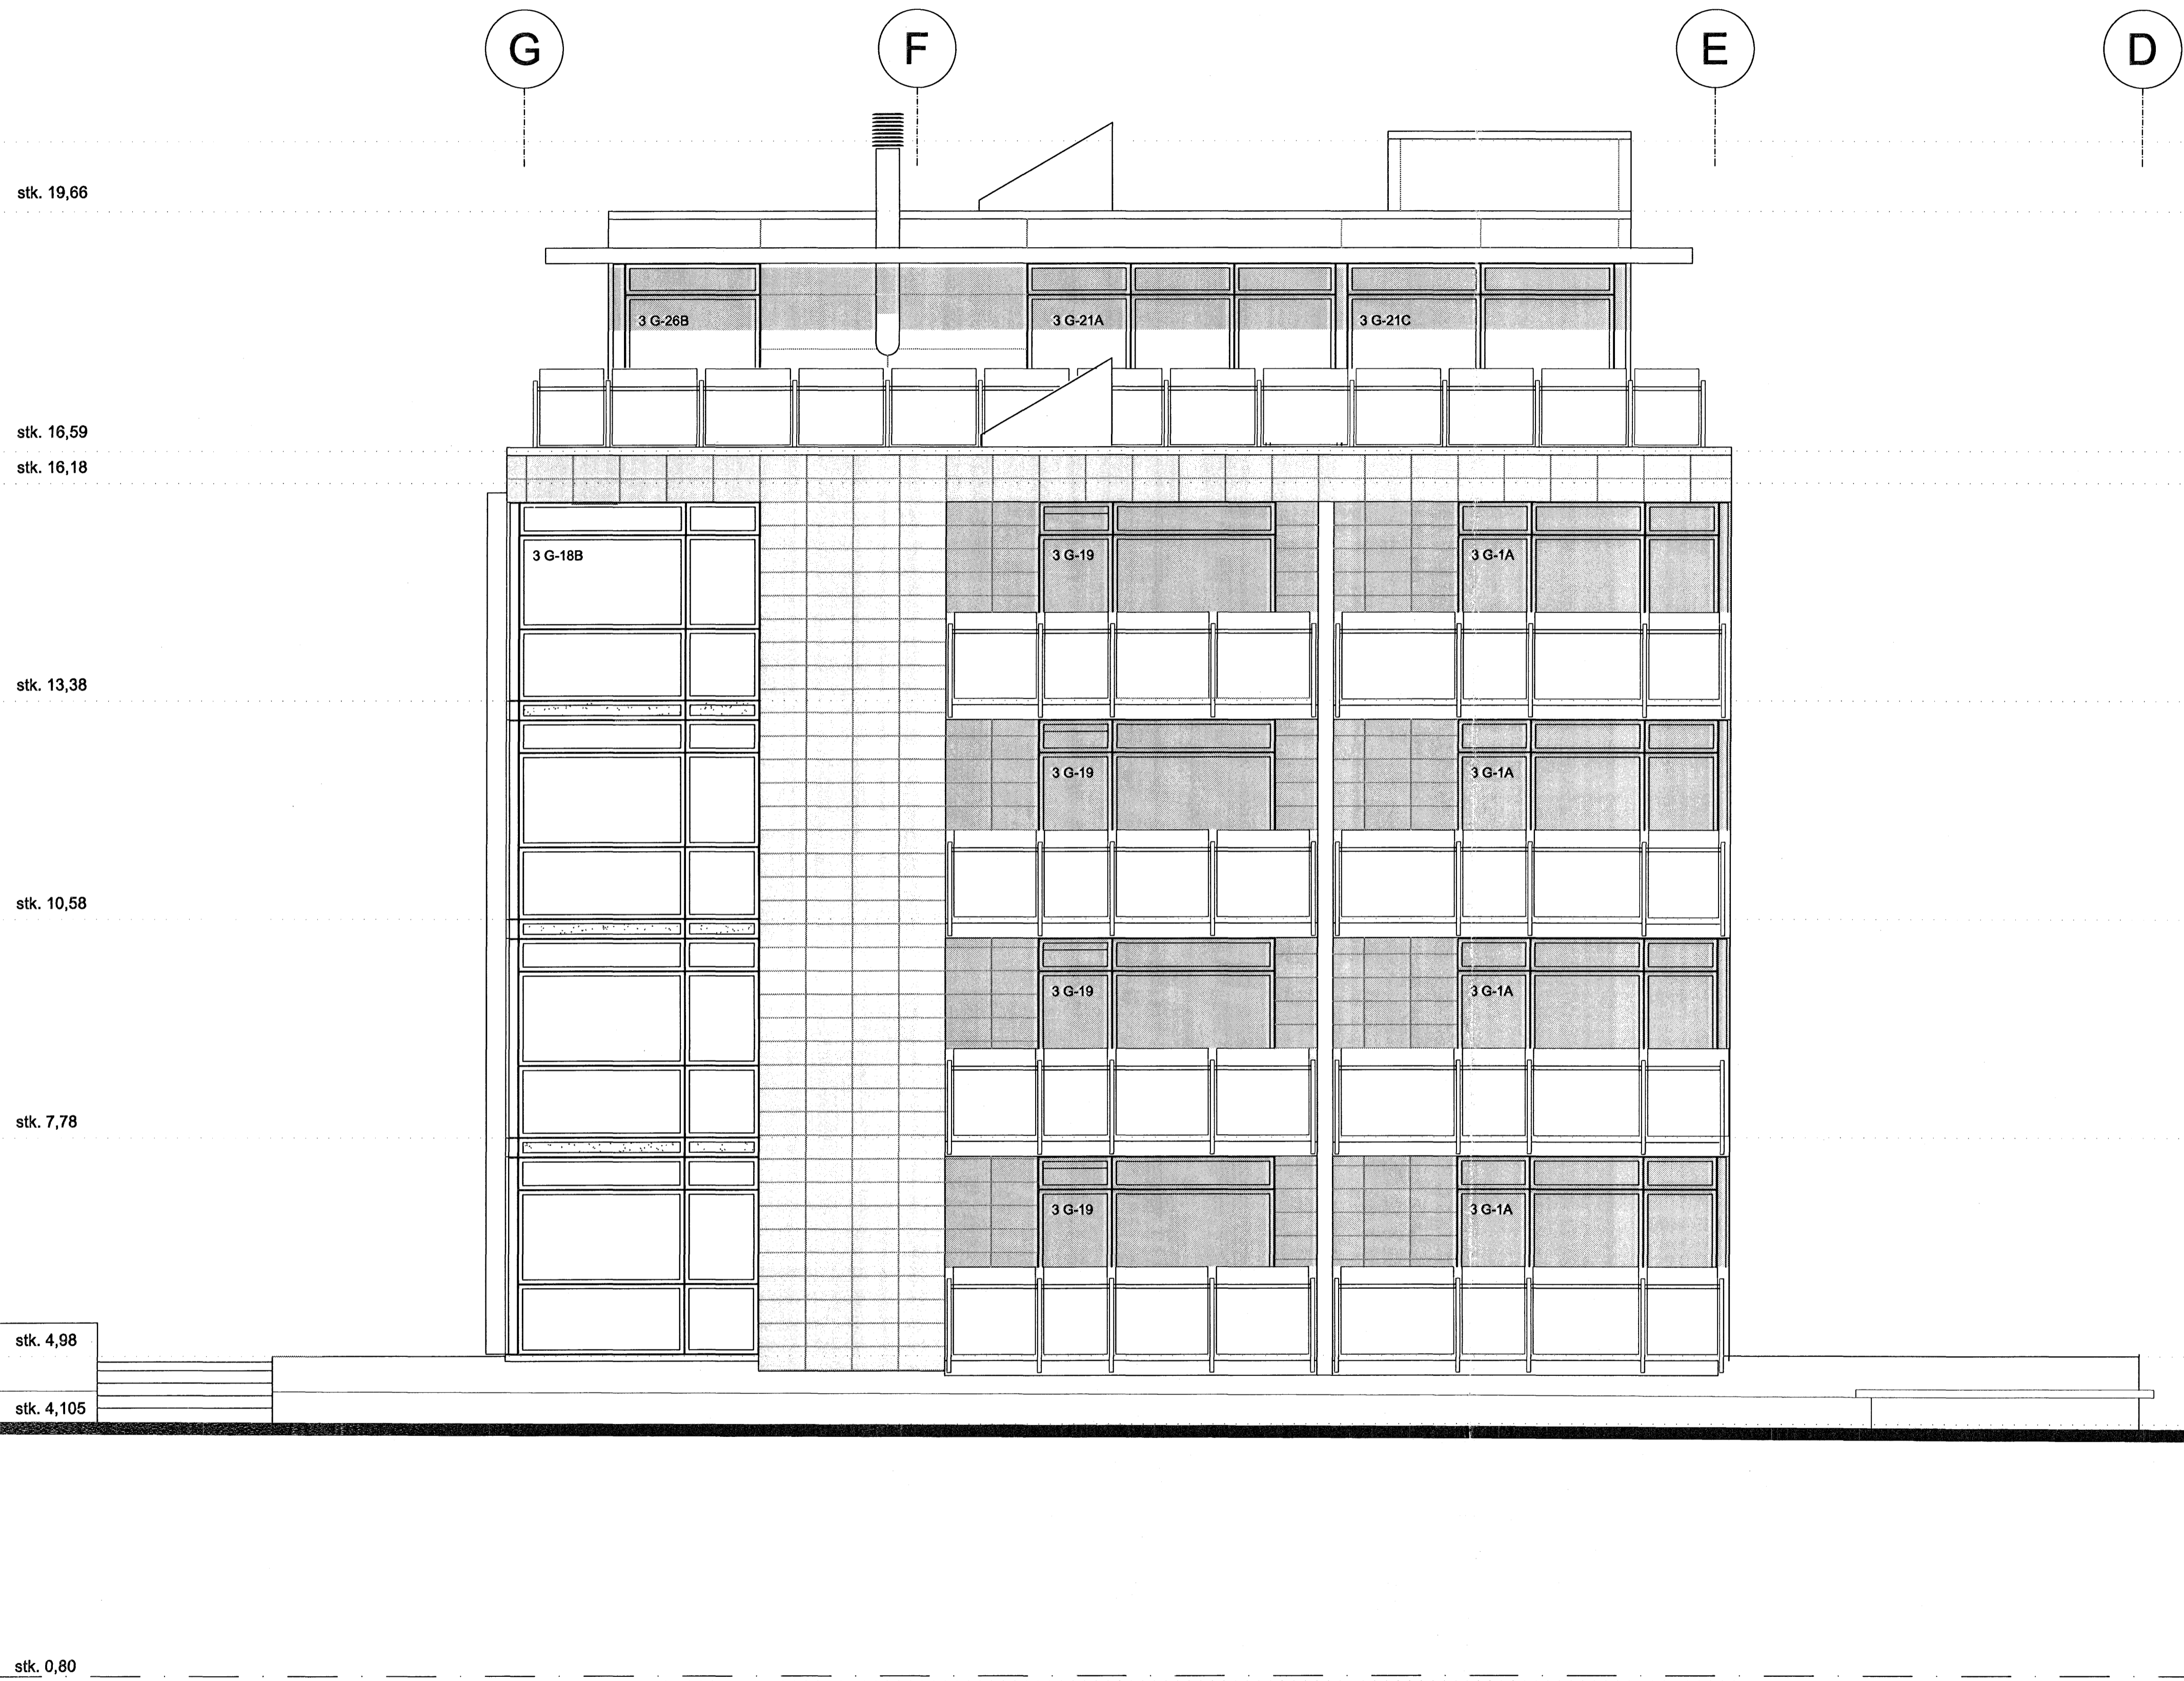 G F E D
stk. 19,66
3 G-26B 3 G-21A 3 G-21C
stk. 16,59
stk. 16,18
3 G-18B 3 G-19 3 G-1A
stk. 13,38
3 G-19 3 G-1A
stk. 10,58
3 G-19 3 G-1A
stk. 7,78
3 G-19 3 G-1A
stk. 4,98
stk. 4,105
stk. 0,80